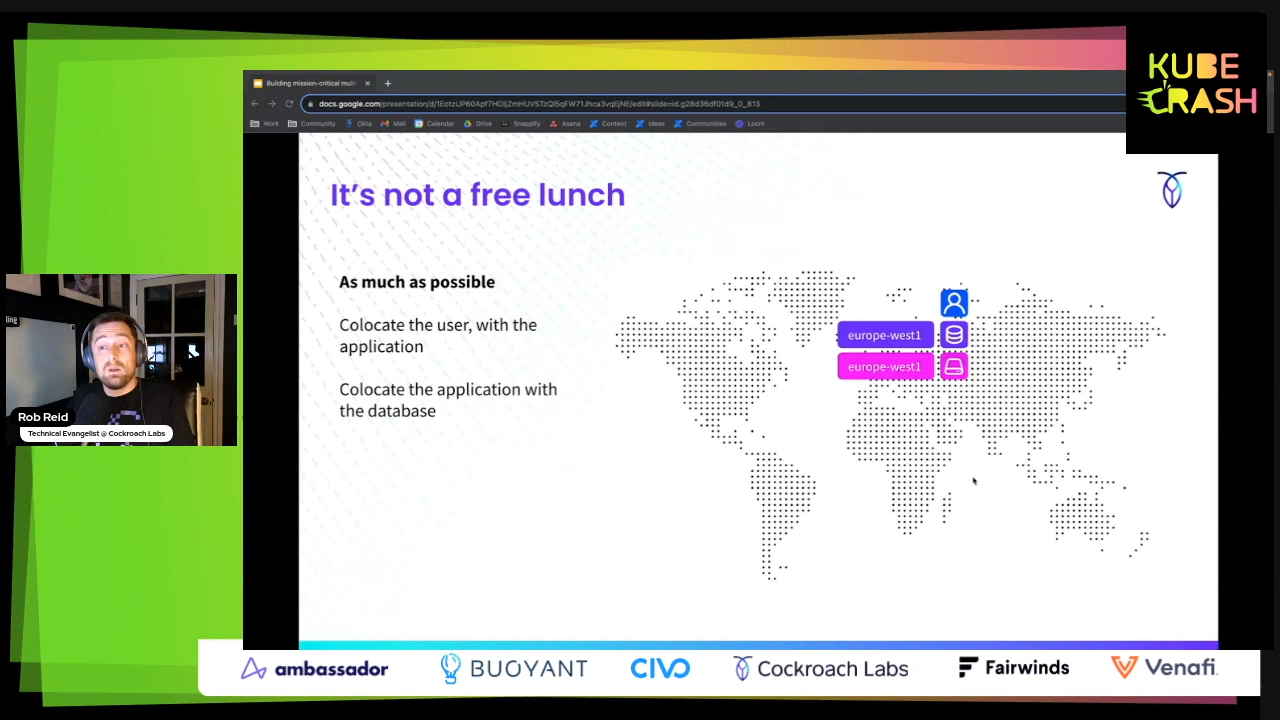 KUBE
CRASH
Building mission-critical multi
docs.google.com/presentation/d/1EotzUP60Apf7HOIjZmHUVSTzQI5qFW71Jhca3vqEjNE/edit#slide=id.g28d36df01d9_0_813
Work
Community
Okta
Mail
Calendar
Drive
Snappify
Asana
Content
Ideas
Communities
Loom
It's not a free lunch
As much as possible
Colocate the user, with the
application
Colocate the application with
the database
europe-west1
europe-west1
Rob Reid
Technical Evangelist @ Cockroach Labs
ambassador
BUOYANT
CIVO
Cockroach Labs
Fairwinds
Venafi